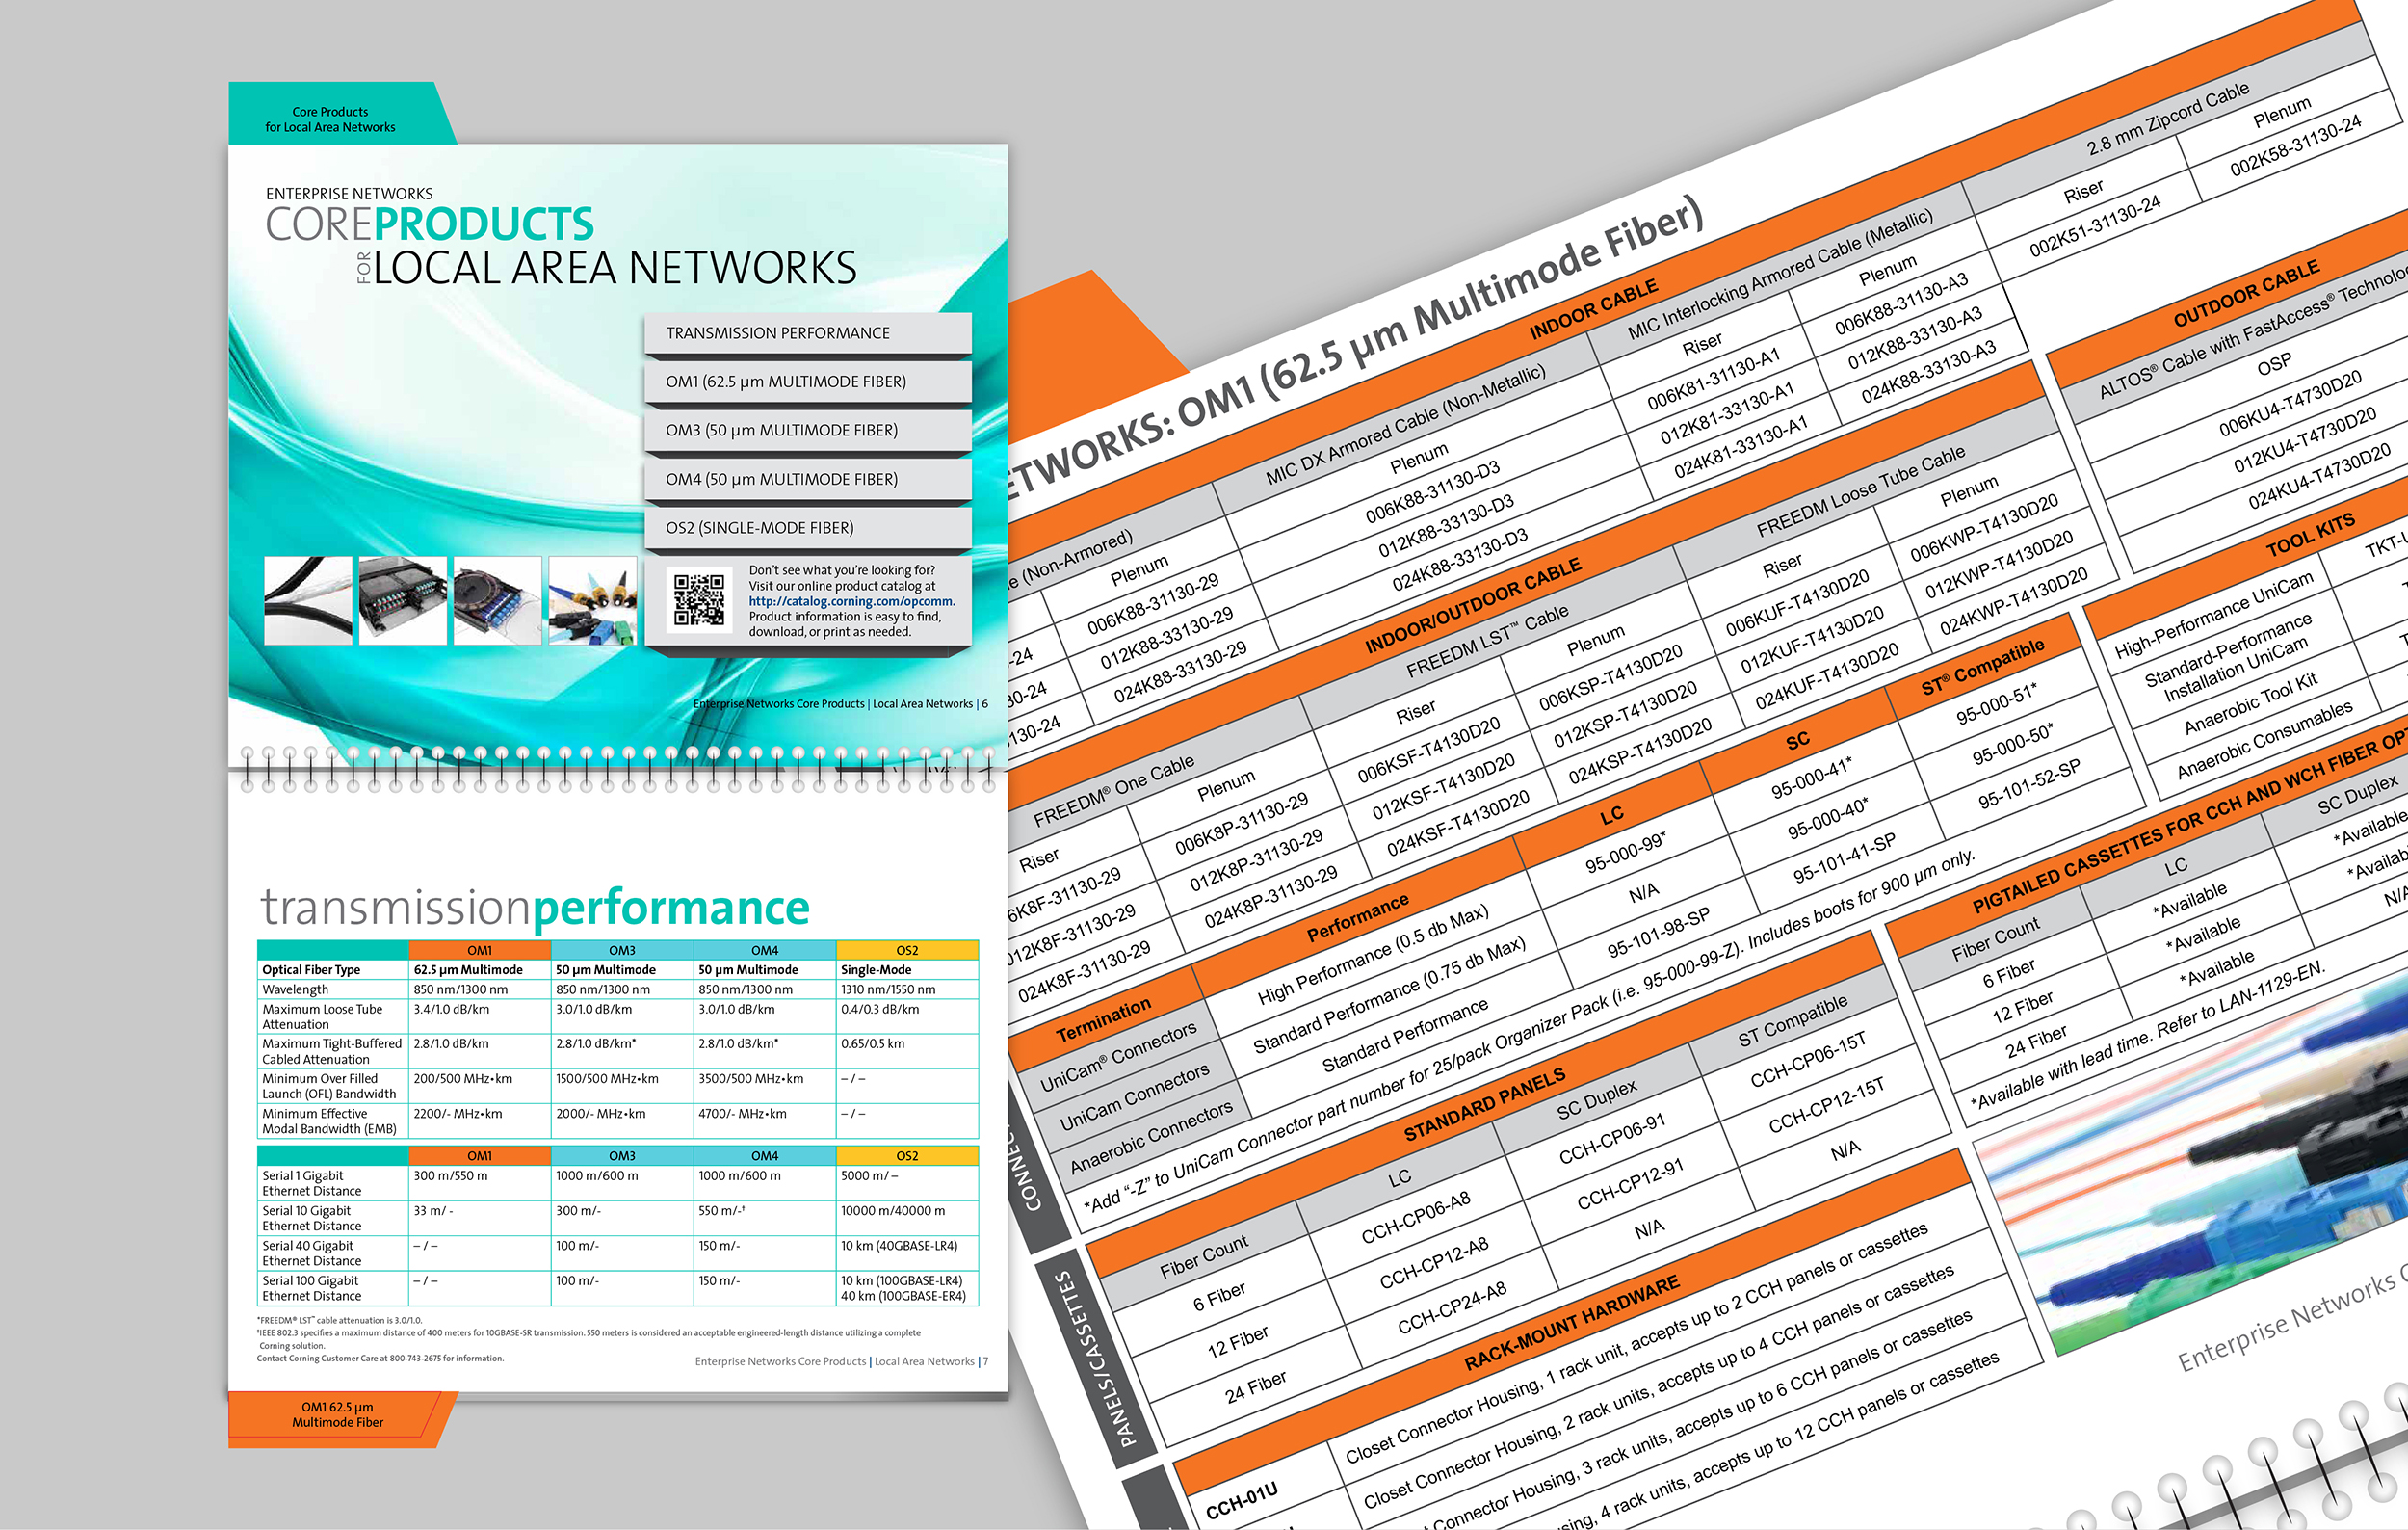 Core Products
for Local Area Networks
ENTERPRISE NETWORKS
COREPRODUCTS
FOR LOCAL AREA NETWORKS
TRANSMISSION PERFORMANCE
OM1 (62.5 µm MULTIMODE FIBER)
OM3 (50 µm MULTIMODE FIBER)
OM4 (50 µm MULTIMODE FIBER)
OS2 (SINGLE-MODE FIBER)
Don't see what you're looking for?
Visit our online product catalog at
http://catalog.corning.com/opcomm.
Product information is easy to find,
download, or print as needed.
Enterprise Networks Core Products | Local Area Networks | 6
transmissionperformance
OM1 OM3 OM4 OS2
Optical Fiber Type 62.5 µm Multimode 50 µm Multimode 50 µm Multimode Single-Mode
Wavelength 850 nm/1300 nm 850 nm/1300 nm 850 nm/1300 nm 1310 nm/1550 nm
Maximum Loose Tube 3.4/1.0 dB/km 3.0/1.0 dB/km 3.0/1.0 dB/km 0.4/0.3 dB/km
Attenuation
Maximum Tight-Buffered 2.8/1.0 dB/km 2.8/1.0 dB/km* 2.8/1.0 dB/km* 0.65/0.5 km
Cabled Attenuation
Minimum Over Filled 200/500 MHz•km 1500/500 MHz•km 3500/500 MHz•km – / –
Launch (OFL) Bandwidth
Minimum Effective 2200/- MHz•km 2000/- MHz•km 4700/- MHz•km – / –
Modal Bandwidth (EMB)
OM1 OM3 OM4 OS2
Serial 1 Gigabit 300 m/550 m 1000 m/600 m 1000 m/600 m 5000 m/ –
Ethernet Distance
Serial 10 Gigabit 33 m/ - 300 m/- 550 m/-† 10000 m/40000 m
Ethernet Distance
Serial 40 Gigabit – / – 100 m/- 150 m/- 10 km (40GBASE-LR4)
Ethernet Distance
Serial 100 Gigabit – / – 100 m/- 150 m/- 10 km (100GBASE-LR4)
Ethernet Distance 40 km (100GBASE-ER4)
*FREEDM® LST™ cable attenuation is 3.0/1.0.
†IEEE 802.3 specifies a maximum distance of 400 meters for 10GBASE-SR transmission. 550 meters is considered an acceptable engineered-length distance utilizing a complete
Corning solution.
Contact Corning Customer Care at 800-743-2675 for information.
Enterprise Networks Core Products | Local Area Networks | 7
OM1 62.5 µm
Multimode Fiber
ETWORKS: OM1 (62.5 µm Multimode Fiber)
INDOOR CABLE
(Non-Armored) MIC DX Armored Cable (Non-Metallic) MIC Interlocking Armored Cable (Metallic) 2.8 mm Zipcord Cable
Plenum Plenum Riser Plenum Riser Plenum
-24 006K88-31130-29 006K88-31130-D3 006K81-31130-A1 006K88-31130-A3 002K51-31130-24 002K58-31130-24
30-24 012K88-33130-29 012K88-33130-D3 012K81-33130-A1 012K88-33130-A3
130-24 024K88-33130-29 024K88-33130-D3 024K81-33130-A1 024K88-33130-A3
INDOOR/OUTDOOR CABLE
FREEDM® One Cable FREEDM LST™ Cable FREEDM Loose Tube Cable
Riser Plenum Riser Plenum Riser Plenum
6K8F-31130-29 006K8P-31130-29 006KSF-T4130D20 006KSP-T4130D20 006KUF-T4130D20 006KWP-T4130D20
012K8F-31130-29 012K8P-31130-29 012KSF-T4130D20 012KSP-T4130D20 012KUF-T4130D20 012KWP-T4130D20
024K8F-31130-29 024K8P-31130-29 024KSF-T4130D20 024KSP-T4130D20 024KUF-T4130D20 024KWP-T4130D20
OUTDOOR CABLE
ALTOS® Cable with FastAccess® Technolo
OSP
006KU4-T4730D20
012KU4-T4730D20
024KU4-T4730D20
TOOL KITS
High-Performance UniCam TKT-U
Standard-Performance
Installation UniCam
Anaerobic Tool Kit
Anaerobic Consumables
CONNEC
Termination Performance LC SC ST® Compatible
UniCam® Connectors High Performance (0.5 db Max) 95-000-99* 95-000-41* 95-000-51*
UniCam Connectors Standard Performance (0.75 db Max) N/A 95-000-40* 95-000-50*
Anaerobic Connectors Standard Performance 95-101-98-SP 95-101-41-SP 95-101-52-SP
*Add “-Z” to UniCam Connector part number for 25/pack Organizer Pack (i.e. 95-000-99-Z). Includes boots for 900 µm only.
PANELS/CASSETTES
STANDARD PANELS
Fiber Count LC SC Duplex ST Compatible
6 Fiber CCH-CP06-A8 CCH-CP06-91 CCH-CP06-15T
12 Fiber CCH-CP12-A8 CCH-CP12-91 CCH-CP12-15T
24 Fiber CCH-CP24-A8 N/A N/A
PIGTAILED CASSETTES FOR CCH AND WCH FIBER OPT
Fiber Count LC SC Duplex
6 Fiber *Available *Available
12 Fiber *Available *Availab
24 Fiber *Available N/A
*Available with lead time. Refer to LAN-1129-EN.
RACK-MOUNT HARDWARE
CCH-01U Closet Connector Housing, 1 rack unit, accepts up to 2 CCH panels or cassettes
Closet Connector Housing, 2 rack units, accepts up to 4 CCH panels or cassettes
Connector Housing, 3 rack units, accepts up to 6 CCH panels or cassettes
sing, 4 rack units, accepts up to 12 CCH panels or cassettes
Enterprise Networks C